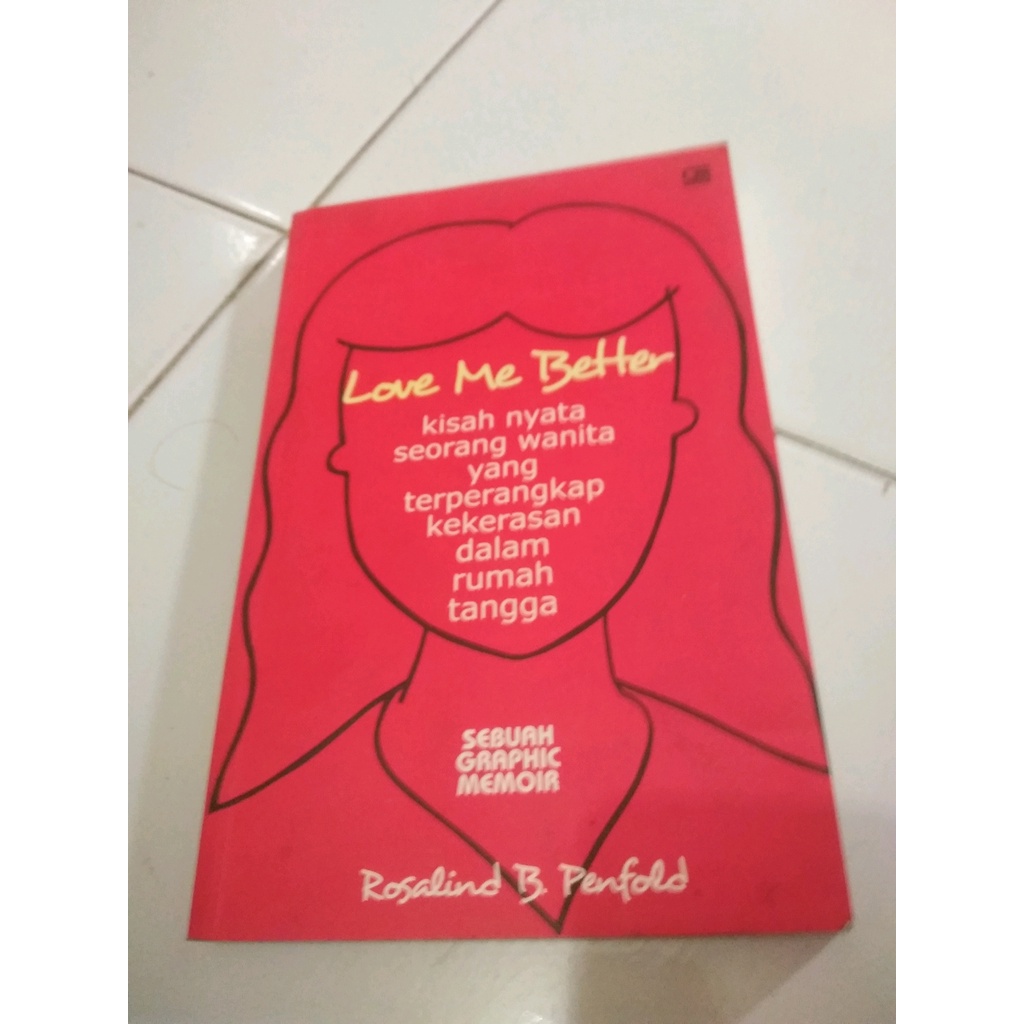 Love Me Better
kisah nyata
seorang wanita
yang
terperangkap
kekerasan
dalam
rumah
tangga
SEBUAH
GRAPHIC
MEMOIR
Rosalind B. Penfold